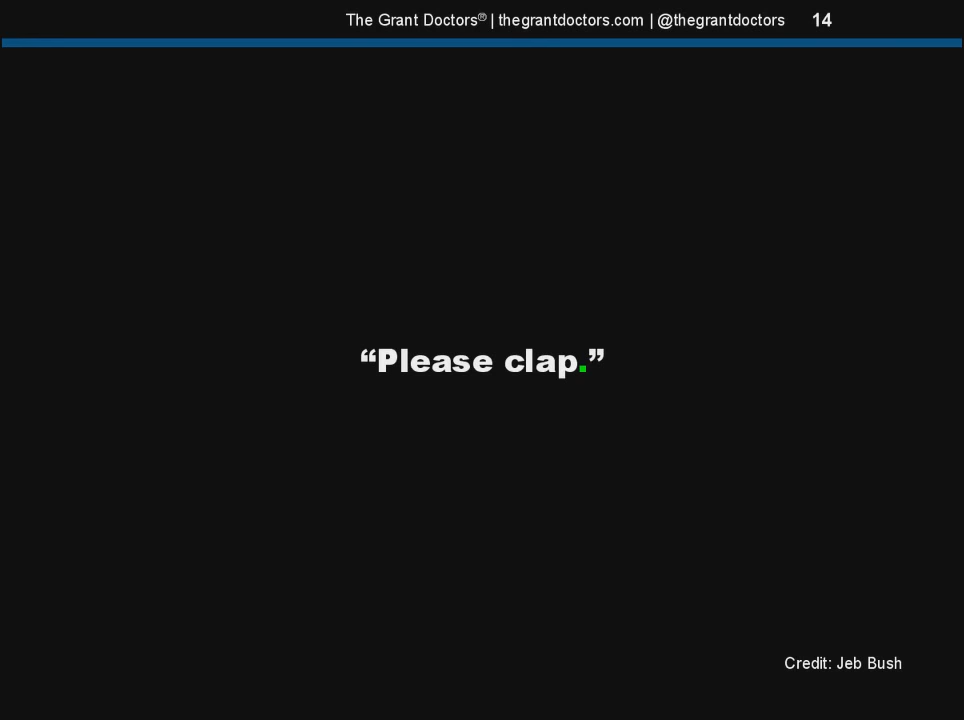 The Grant Doctors® | thegrantdoctors.com | @thegrantdoctors 14
“Please clap.”
Credit: Jeb Bush